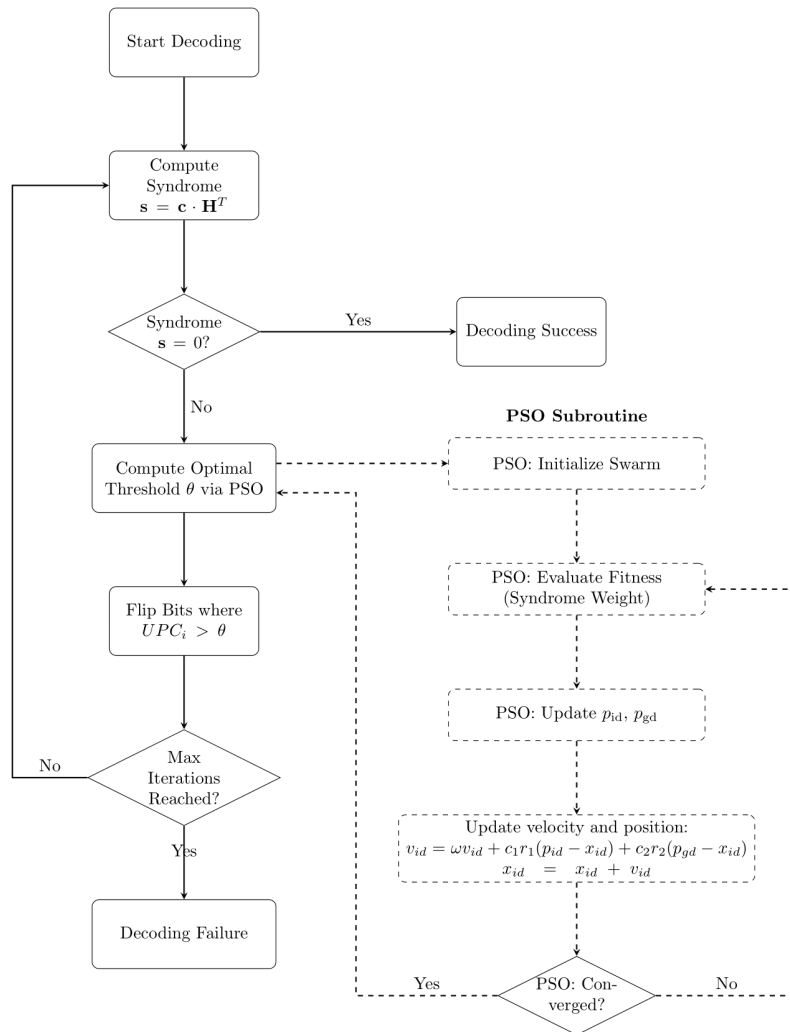 Start Decoding
Compute
Syndrome
s = c · H^T
Syndrome
s = 0?
Yes
Decoding Success
No
PSO Subroutine
Compute Optimal
Threshold θ via PSO
PSO: Initialize Swarm
Flip Bits where
UPC_i > θ
PSO: Evaluate Fitness
(Syndrome Weight)
PSO: Update p_id, p_gd
Max
Iterations
Reached?
No
Yes
Decoding Failure
Update velocity and position:
v_id = ωv_id + c_1r_1(p_id − x_id) + c_2r_2(p_gd − x_id)
x_id = x_id + v_id
PSO: Con-
verged?
Yes
No